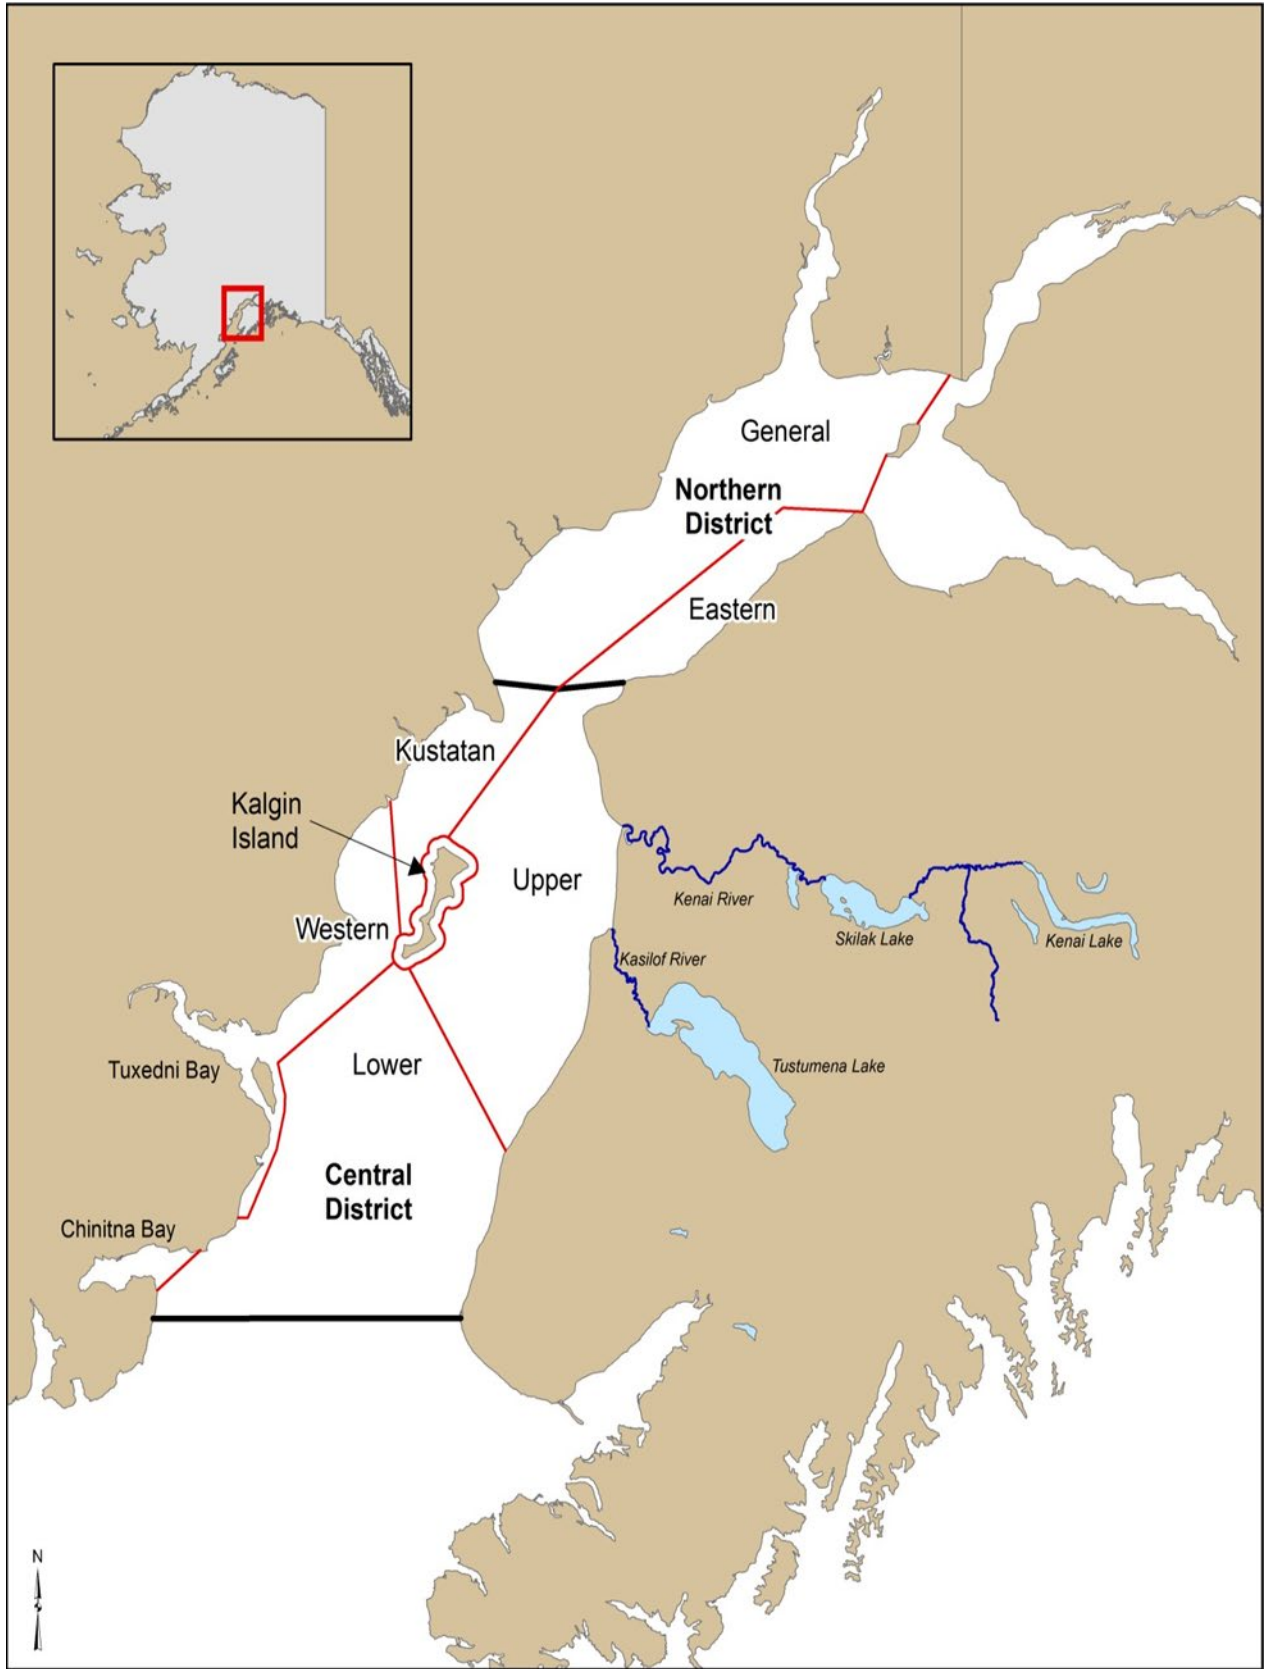 General
Northern
District
Eastern
Kustatan
Kalgin
Island
Upper
Kenai River
Western
Skilak Lake
Kenai Lake
Kasilof River
Lower
Tuxedni Bay
Tustumena Lake
Central
District
Chinitna Bay
N